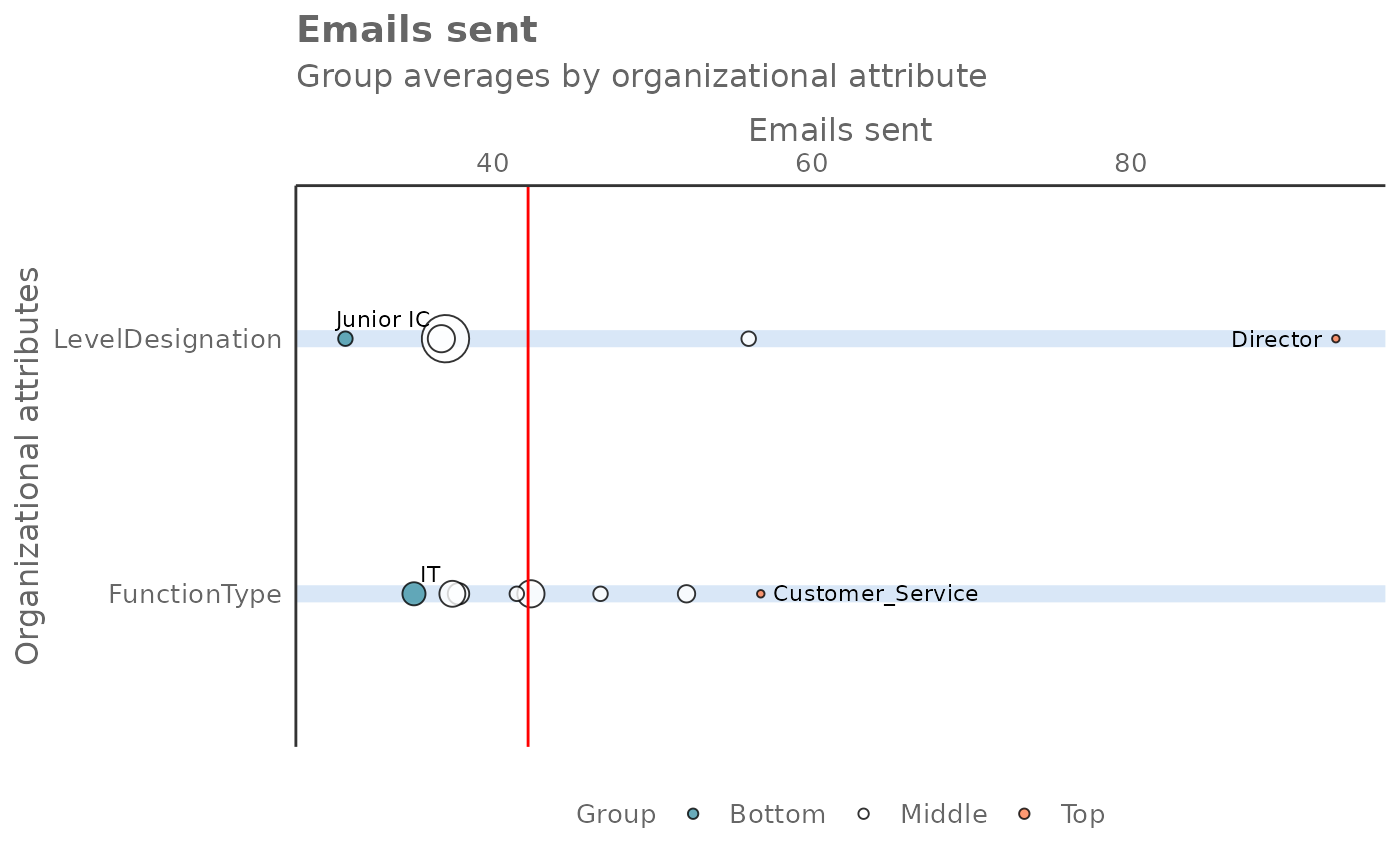 Emails sent
Group averages by organizational attribute
Emails sent
40 60 80
Organizational attributes
Junior IC
LevelDesignation
Director
IT
FunctionType
Customer_Service
Group Bottom Middle Top